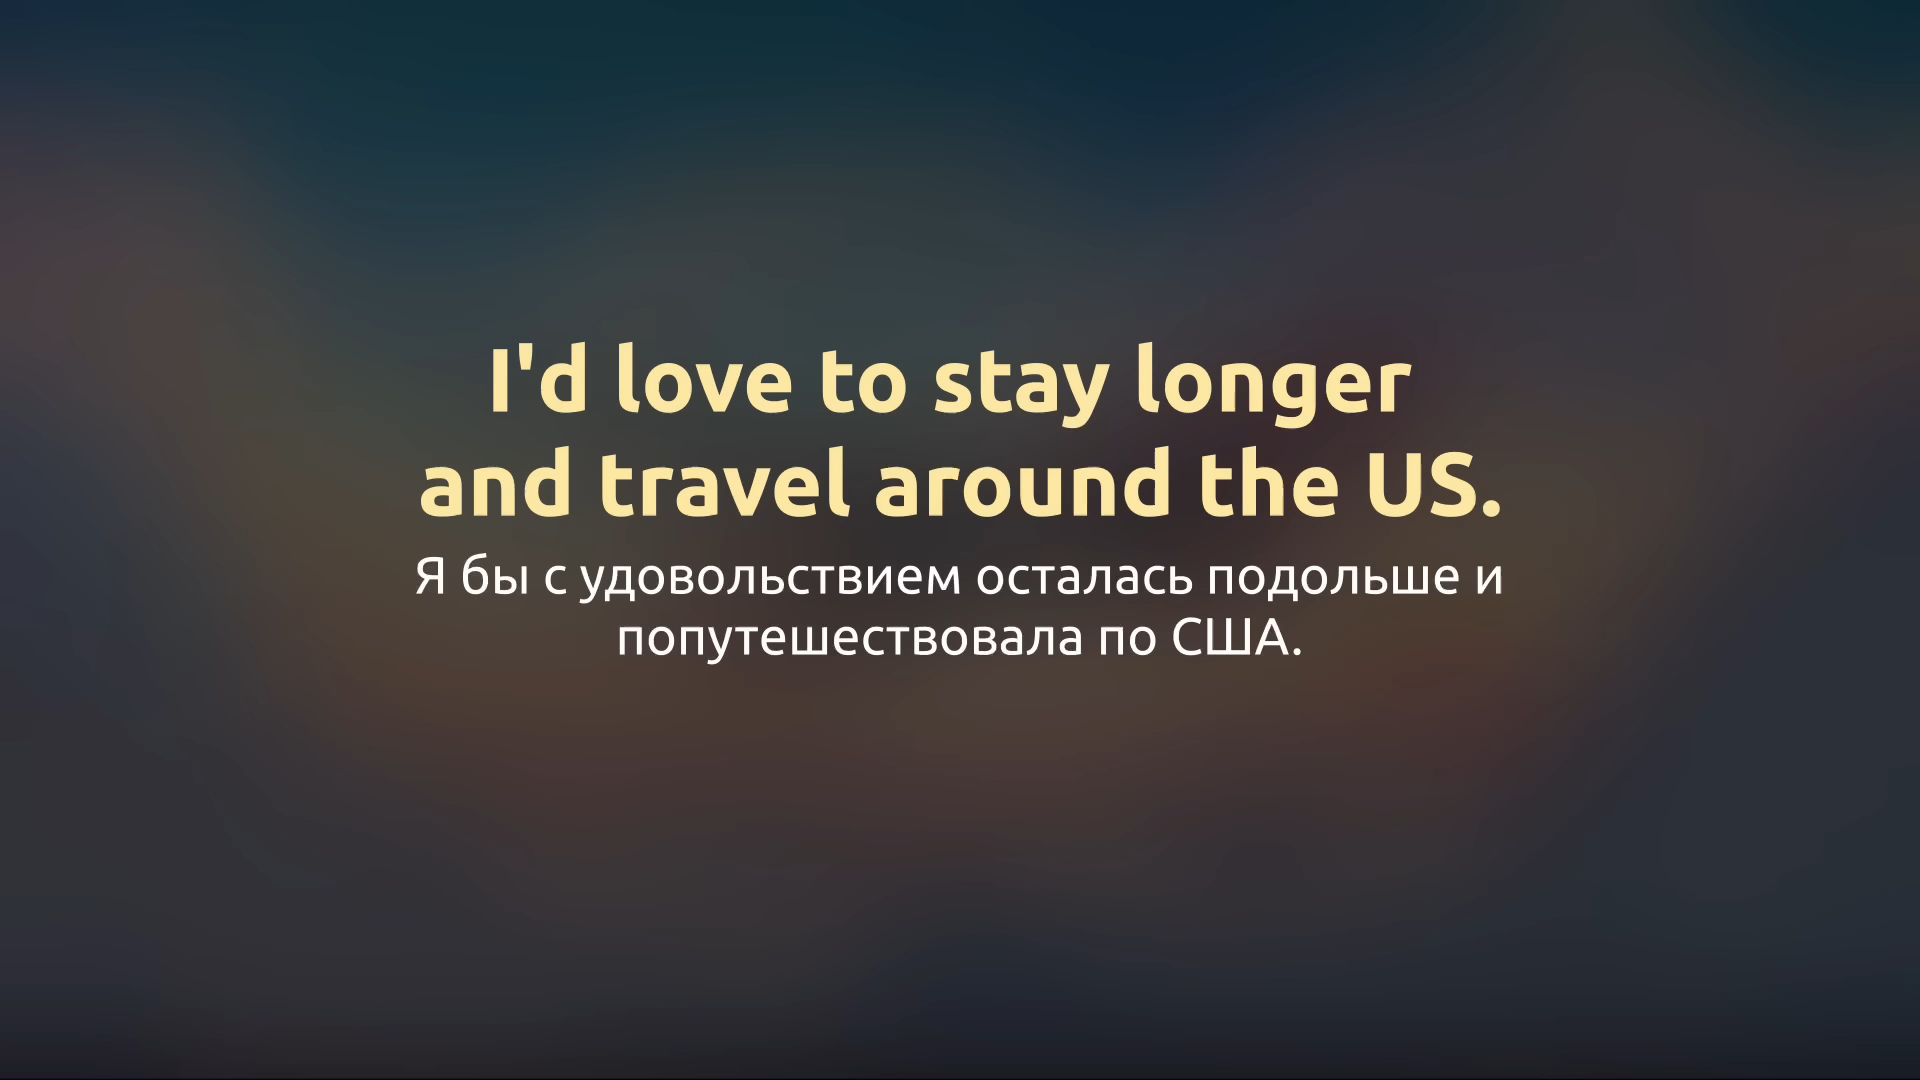 I'd love to stay longer
and travel around the US.
Я бы с удовольствием осталась подольше и
попутешествовала по США.